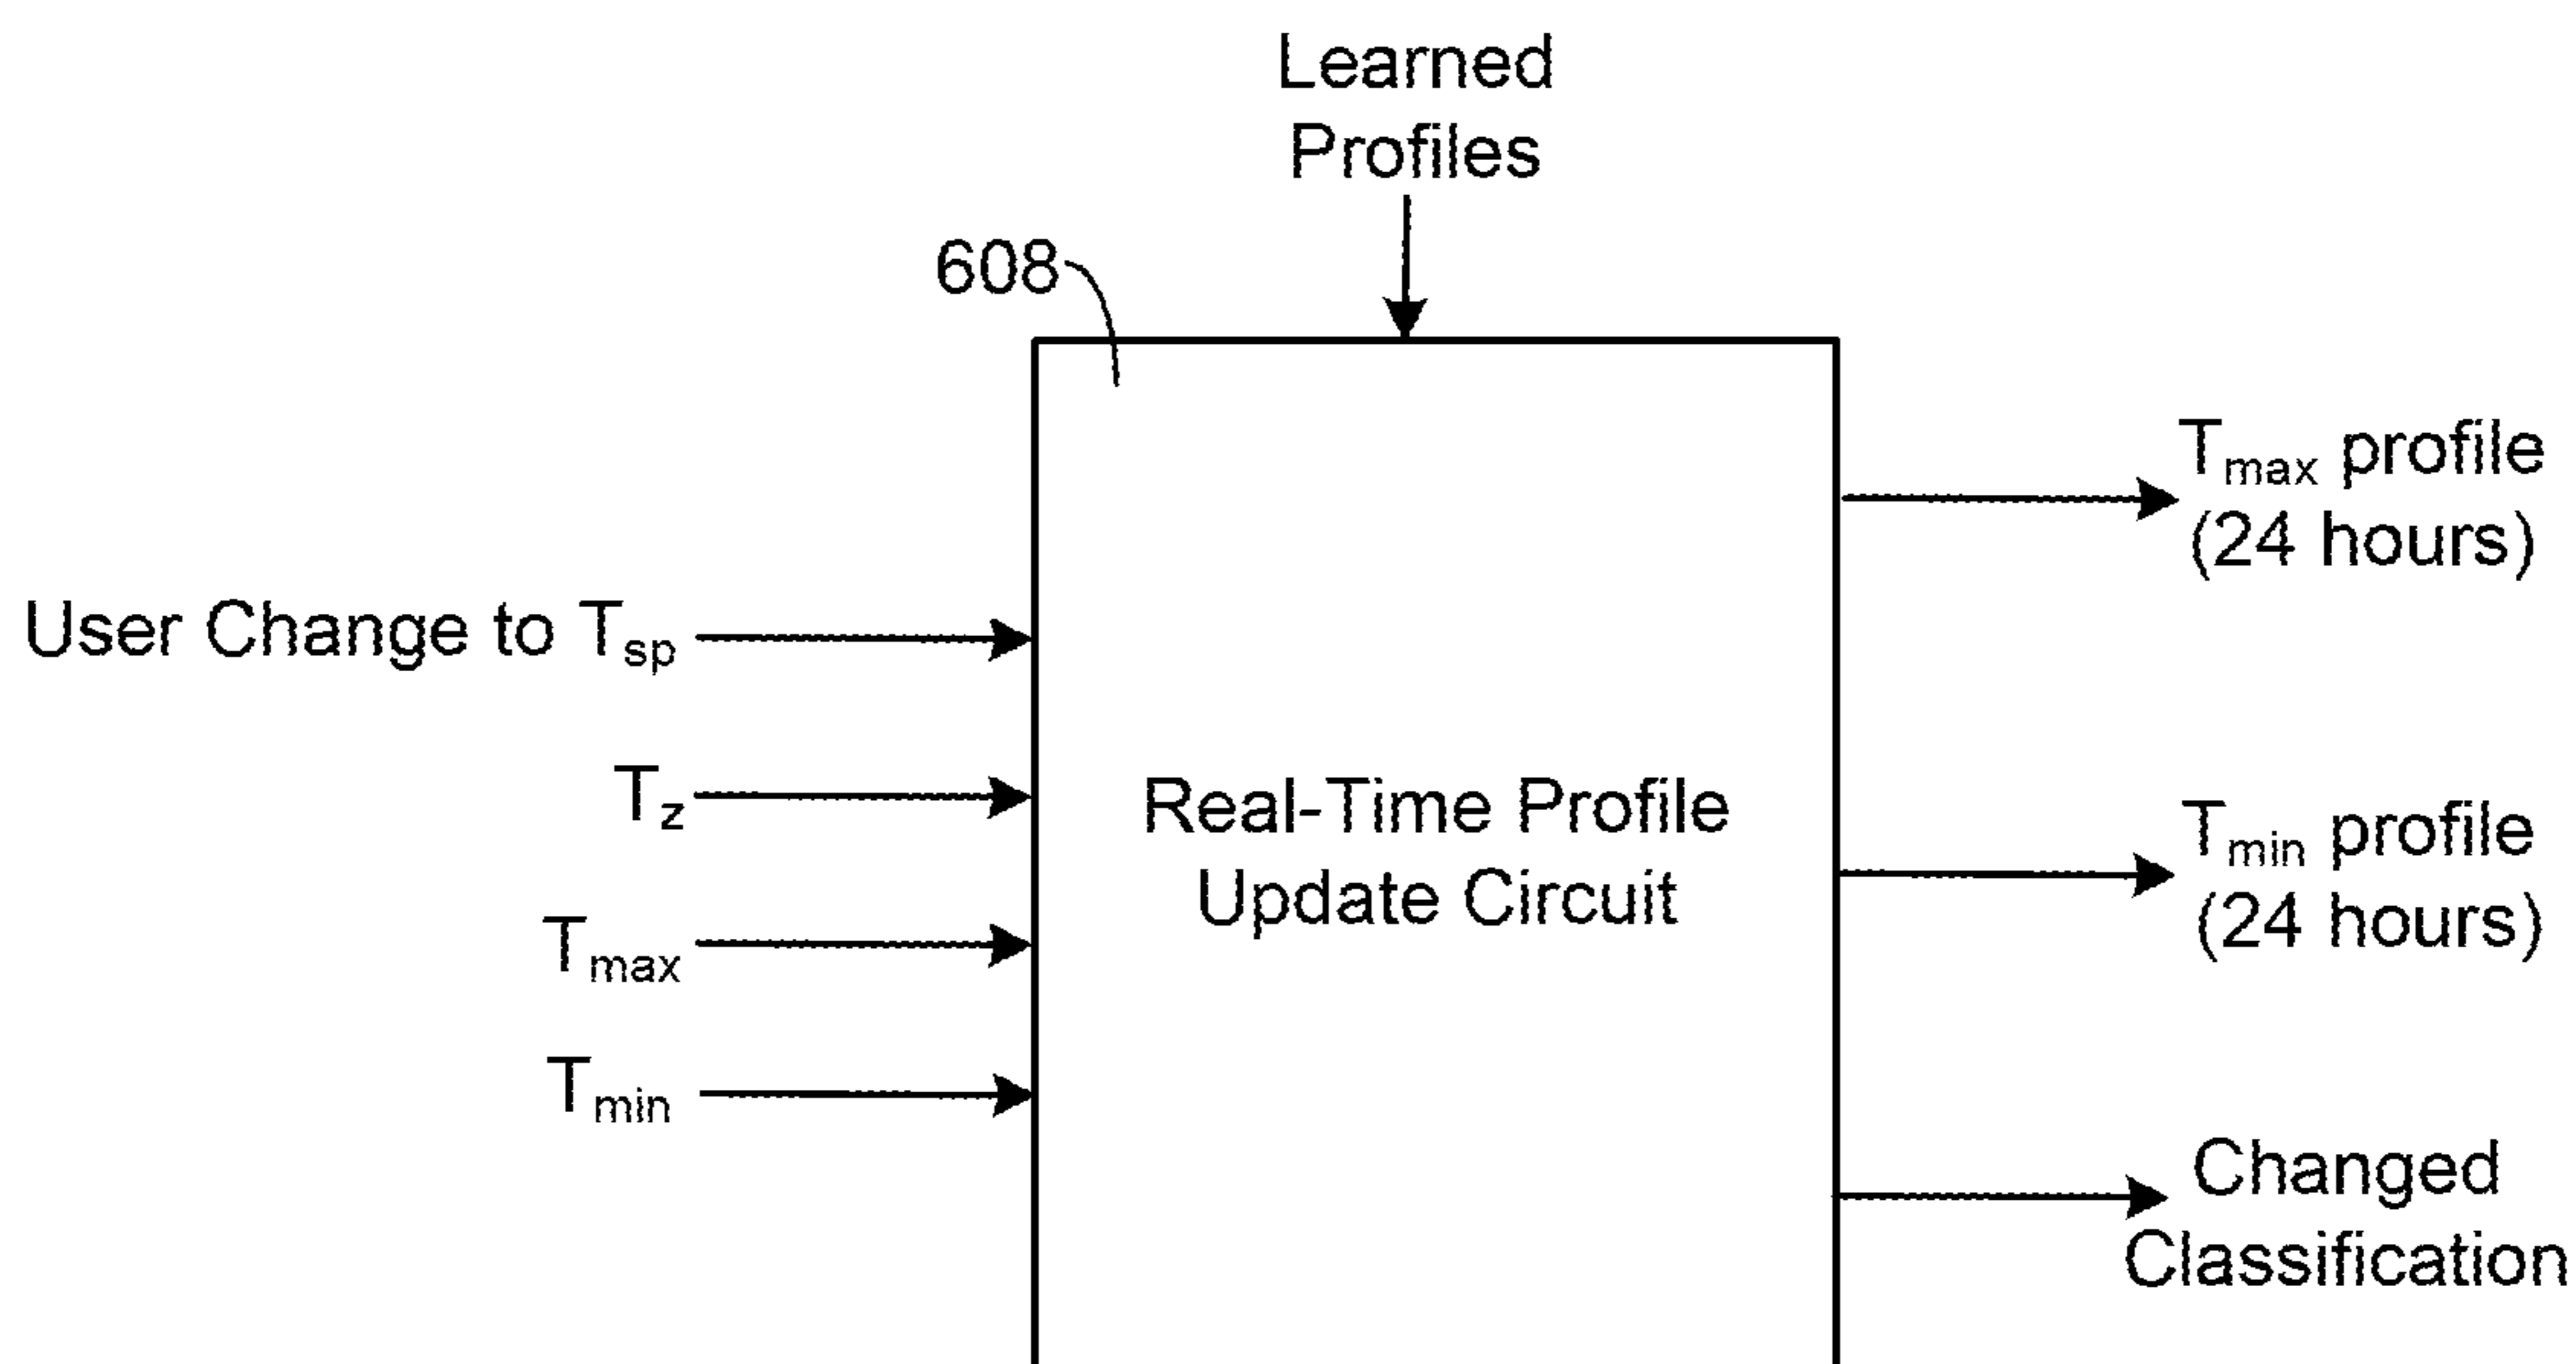 Learned
Profiles
608
User Change to Tsp
Tz
Tmax
Tmin
Real-Time Profile
Update Circuit
Tmax profile
(24 hours)
Tmin profile
(24 hours)
Changed
Classification